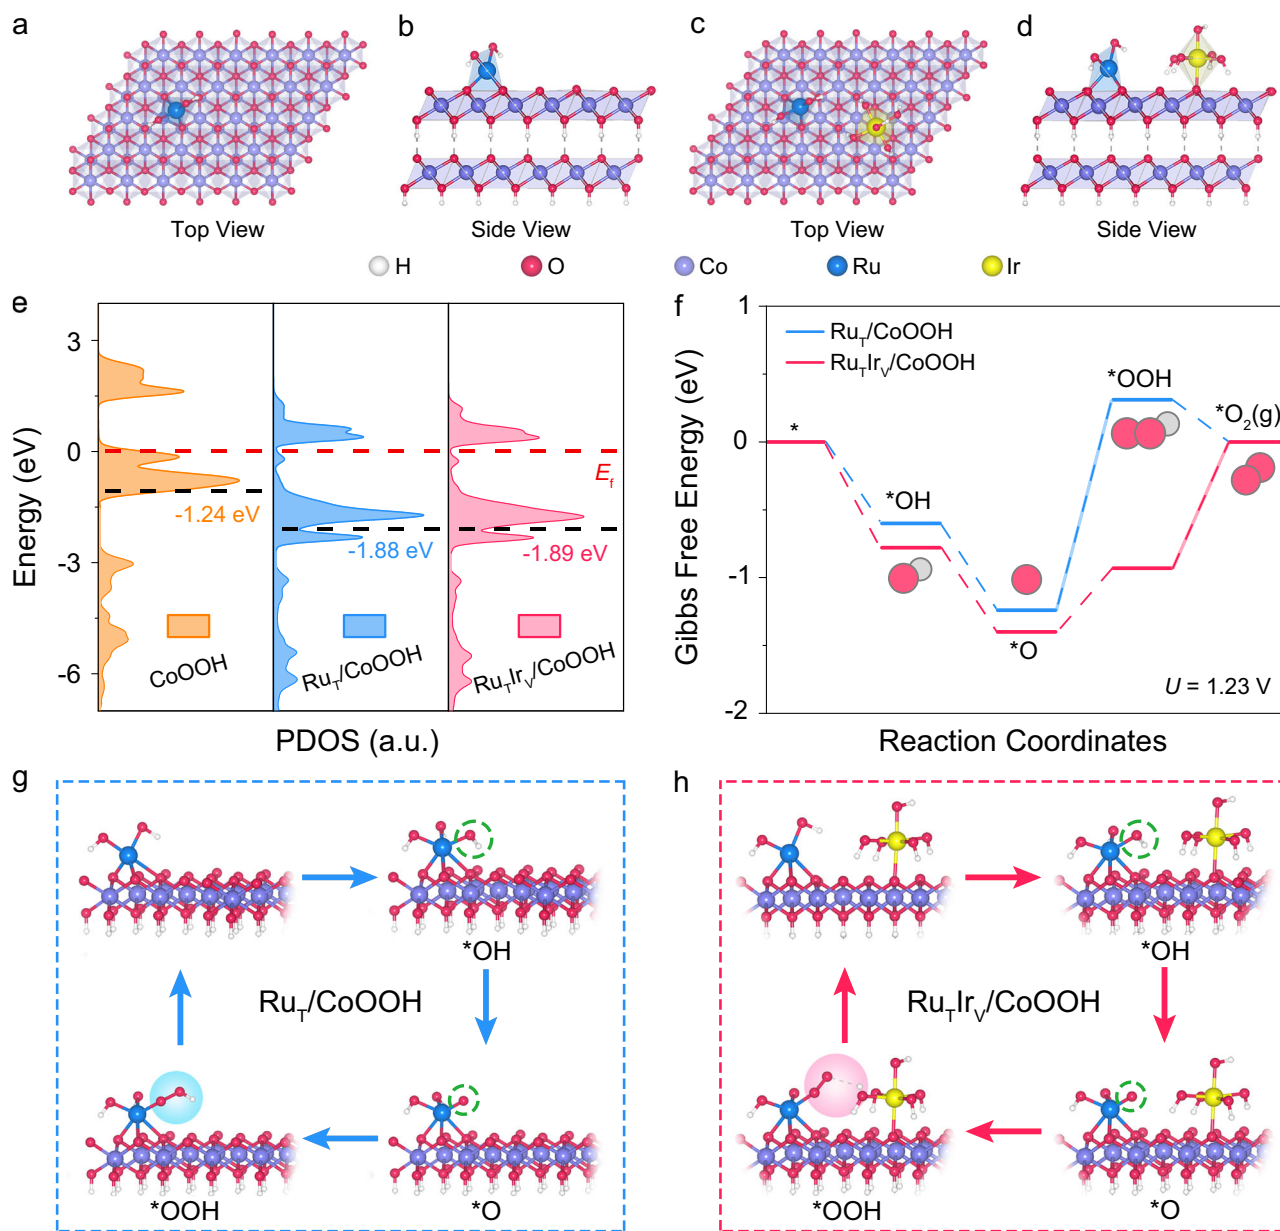 a
b
c
d
Top View
Side View
Top View
Side View
H
O
Co
Ru
Ir
e
Energy (eV)
3
0
-3
-6
E_f
-1.24 eV
-1.88 eV
-1.89 eV
CoOOH
Ru_T/CoOOH
Ru_TIr_V/CoOOH
PDOS (a.u.)
f
Gibbs Free Energy (eV)
1
0
-1
-2
Ru_T/CoOOH
Ru_TIr_V/CoOOH
*
*OH
*O
*OOH
*O₂(g)
U = 1.23 V
Reaction Coordinates
g
*OH
Ru_T/CoOOH
*OOH
*O
h
*OH
Ru_TIr_V/CoOOH
*OOH
*O